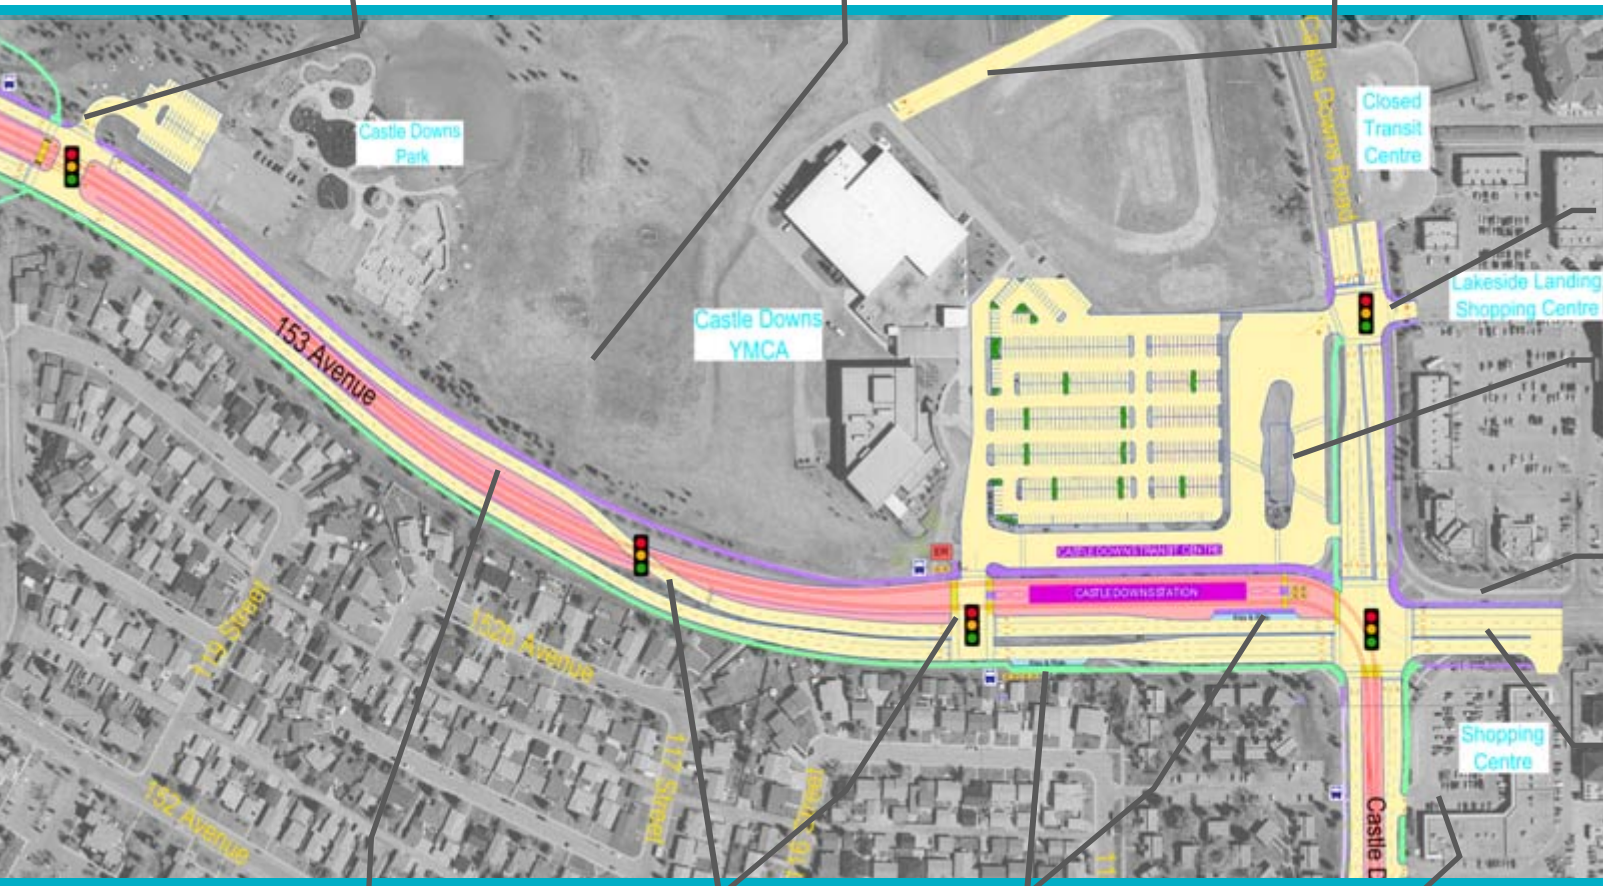 Castle Downs Road
Closed
Transit
Centre
Castle Downs
Park
Lakeside Landing
Shopping Centre
Castle Downs
YMCA
153 Avenue
CASTLE DOWNS TRANSIT CENTRE
CASTLE DOWNS STATION
119 Street
152b Avenue
117 Street
152 Avenue
Shopping
Centre
Castle D